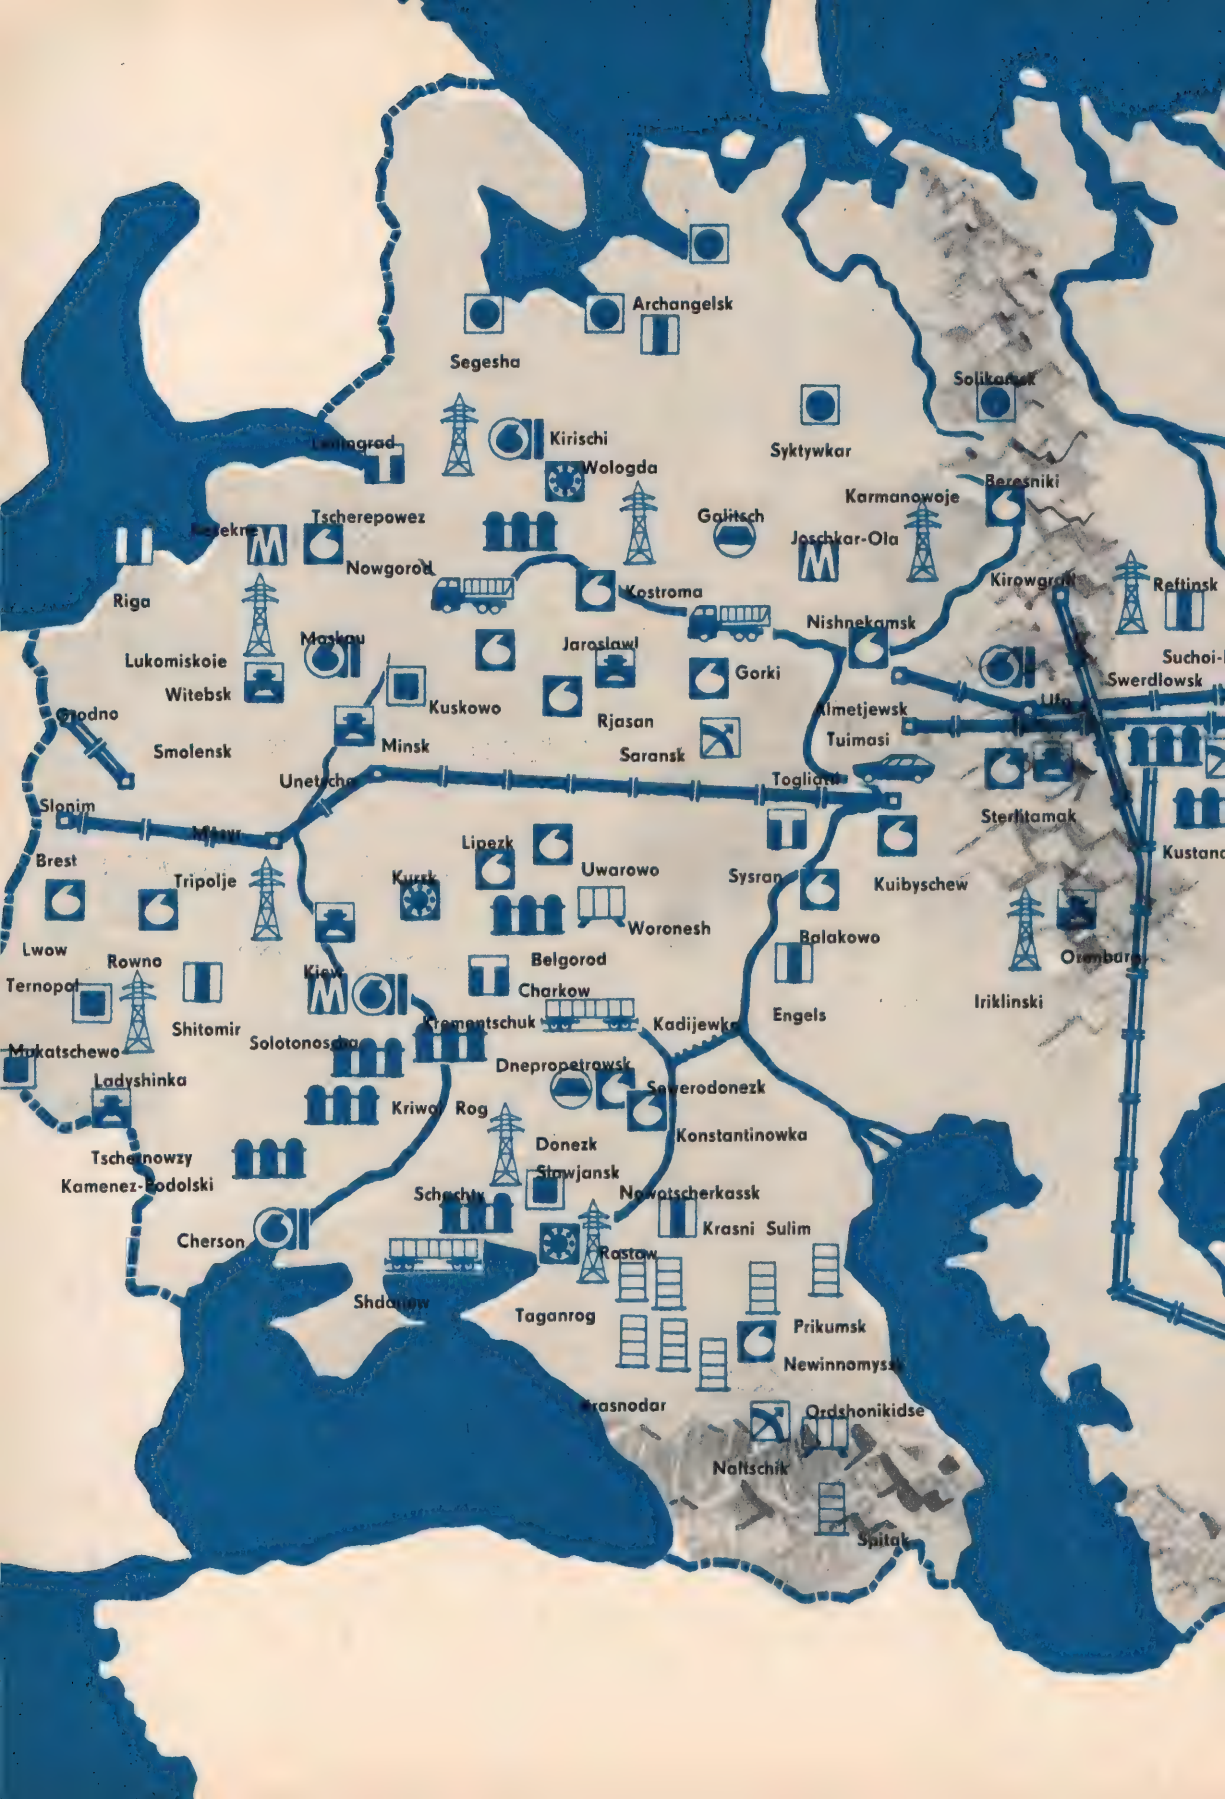 Archangelsk
Segesha
Solikamsk
Leningrad
Kirischi
Syktywkar
Wologda
Beresniki
Karmanowoje
Tscherepowez
Galitsch
Joschkar-Ola
Nowgorod
Kirowgrad
Reftinsk
Riga
Kostroma
Nishnekamsk
Moskau
Jaroslawl
Lukomiskoie
Witebsk
Gorki
Swerdlowsk
Kuskowo
Ufa
Grodno
Rjasan
Almetjewsk
Minsk
Tuimasi
Smolensk
Saransk
Unetscha
Togliatti
Slonim
Sterlitamak
Mosyr
Lipezk
Brest
Uwarowo
Tripolje
Kursk
Sysran
Kuibyschew
Woronesh
Balakowo
Lwow
Rowno
Belgorod
Orenburg
Kiew
Ternopol
Charkow
Iriklinski
Engels
Shitomir
Krementschuk
Kadijewka
Solotonoscha
Mukatschewo
Dnepropetrowsk
Ladyshinka
Sewerodonezk
Kriwoi Rog
Konstantinowka
Donezk
Tschernowzy
Slawjansk
Kamenez-Podolski
Schachty
Nowotscherkassk
Krasni Sulim
Cherson
Rostow
Shdanow
Taganrog
Prikumsk
Newinnomyssk
Krasnodar
Ordshonikidse
Naltschik
Spitak